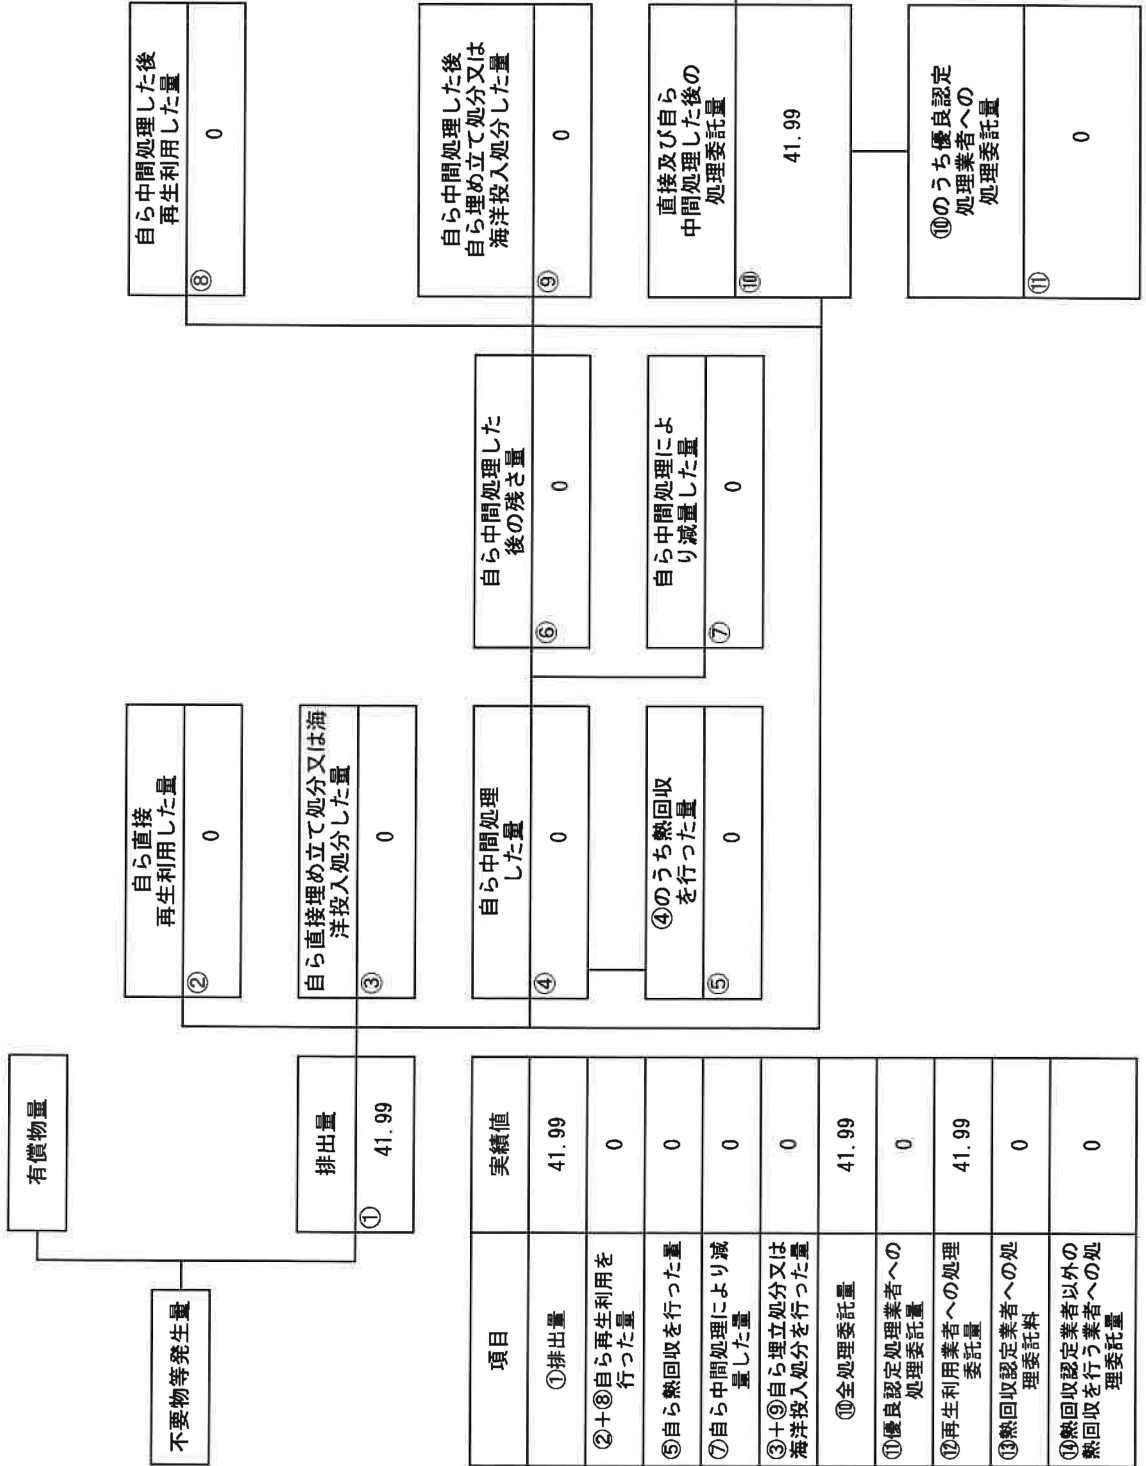 有償物量
不要物等発生量
排出量
①
41.99
自ら直接
再生利用した量
②
0
自ら直接埋め立て処分又は海
洋投入処分した量
③
0
自ら中間処理
した量
④
0
④のうち熱回収
を行った量
⑤
0
自ら中間処理した
後の残さ量
⑥
0
自ら中間処理によ
り減量した量
⑦
0
自ら中間処理した後
再生利用した量
⑧
0
自ら中間処理した後
自ら埋め立て処分又は
海洋投入処分した量
⑨
0
直接及び自ら
中間処理した後の
処理委託量
⑩
41.99
⑩のうち優良認定
処理業者への
処理委託量
⑪
0
項目
実績値
①排出量
41.99
②+⑧自ら再生利用を
行った量
0
⑤自ら熱回収を行った量
0
⑦自ら中間処理により減
量した量
0
③+⑨自ら埋立処分又は
海洋投入処分を行った量
0
⑩全処理委託量
41.99
⑪優良認定処理業者への
処理委託量
0
⑫再生利用業者への処理
委託量
41.99
⑬熱回収認定業者への処
理委託料
0
⑭熱回収認定業者以外の
熱回収を行う業者への処
理委託量
0